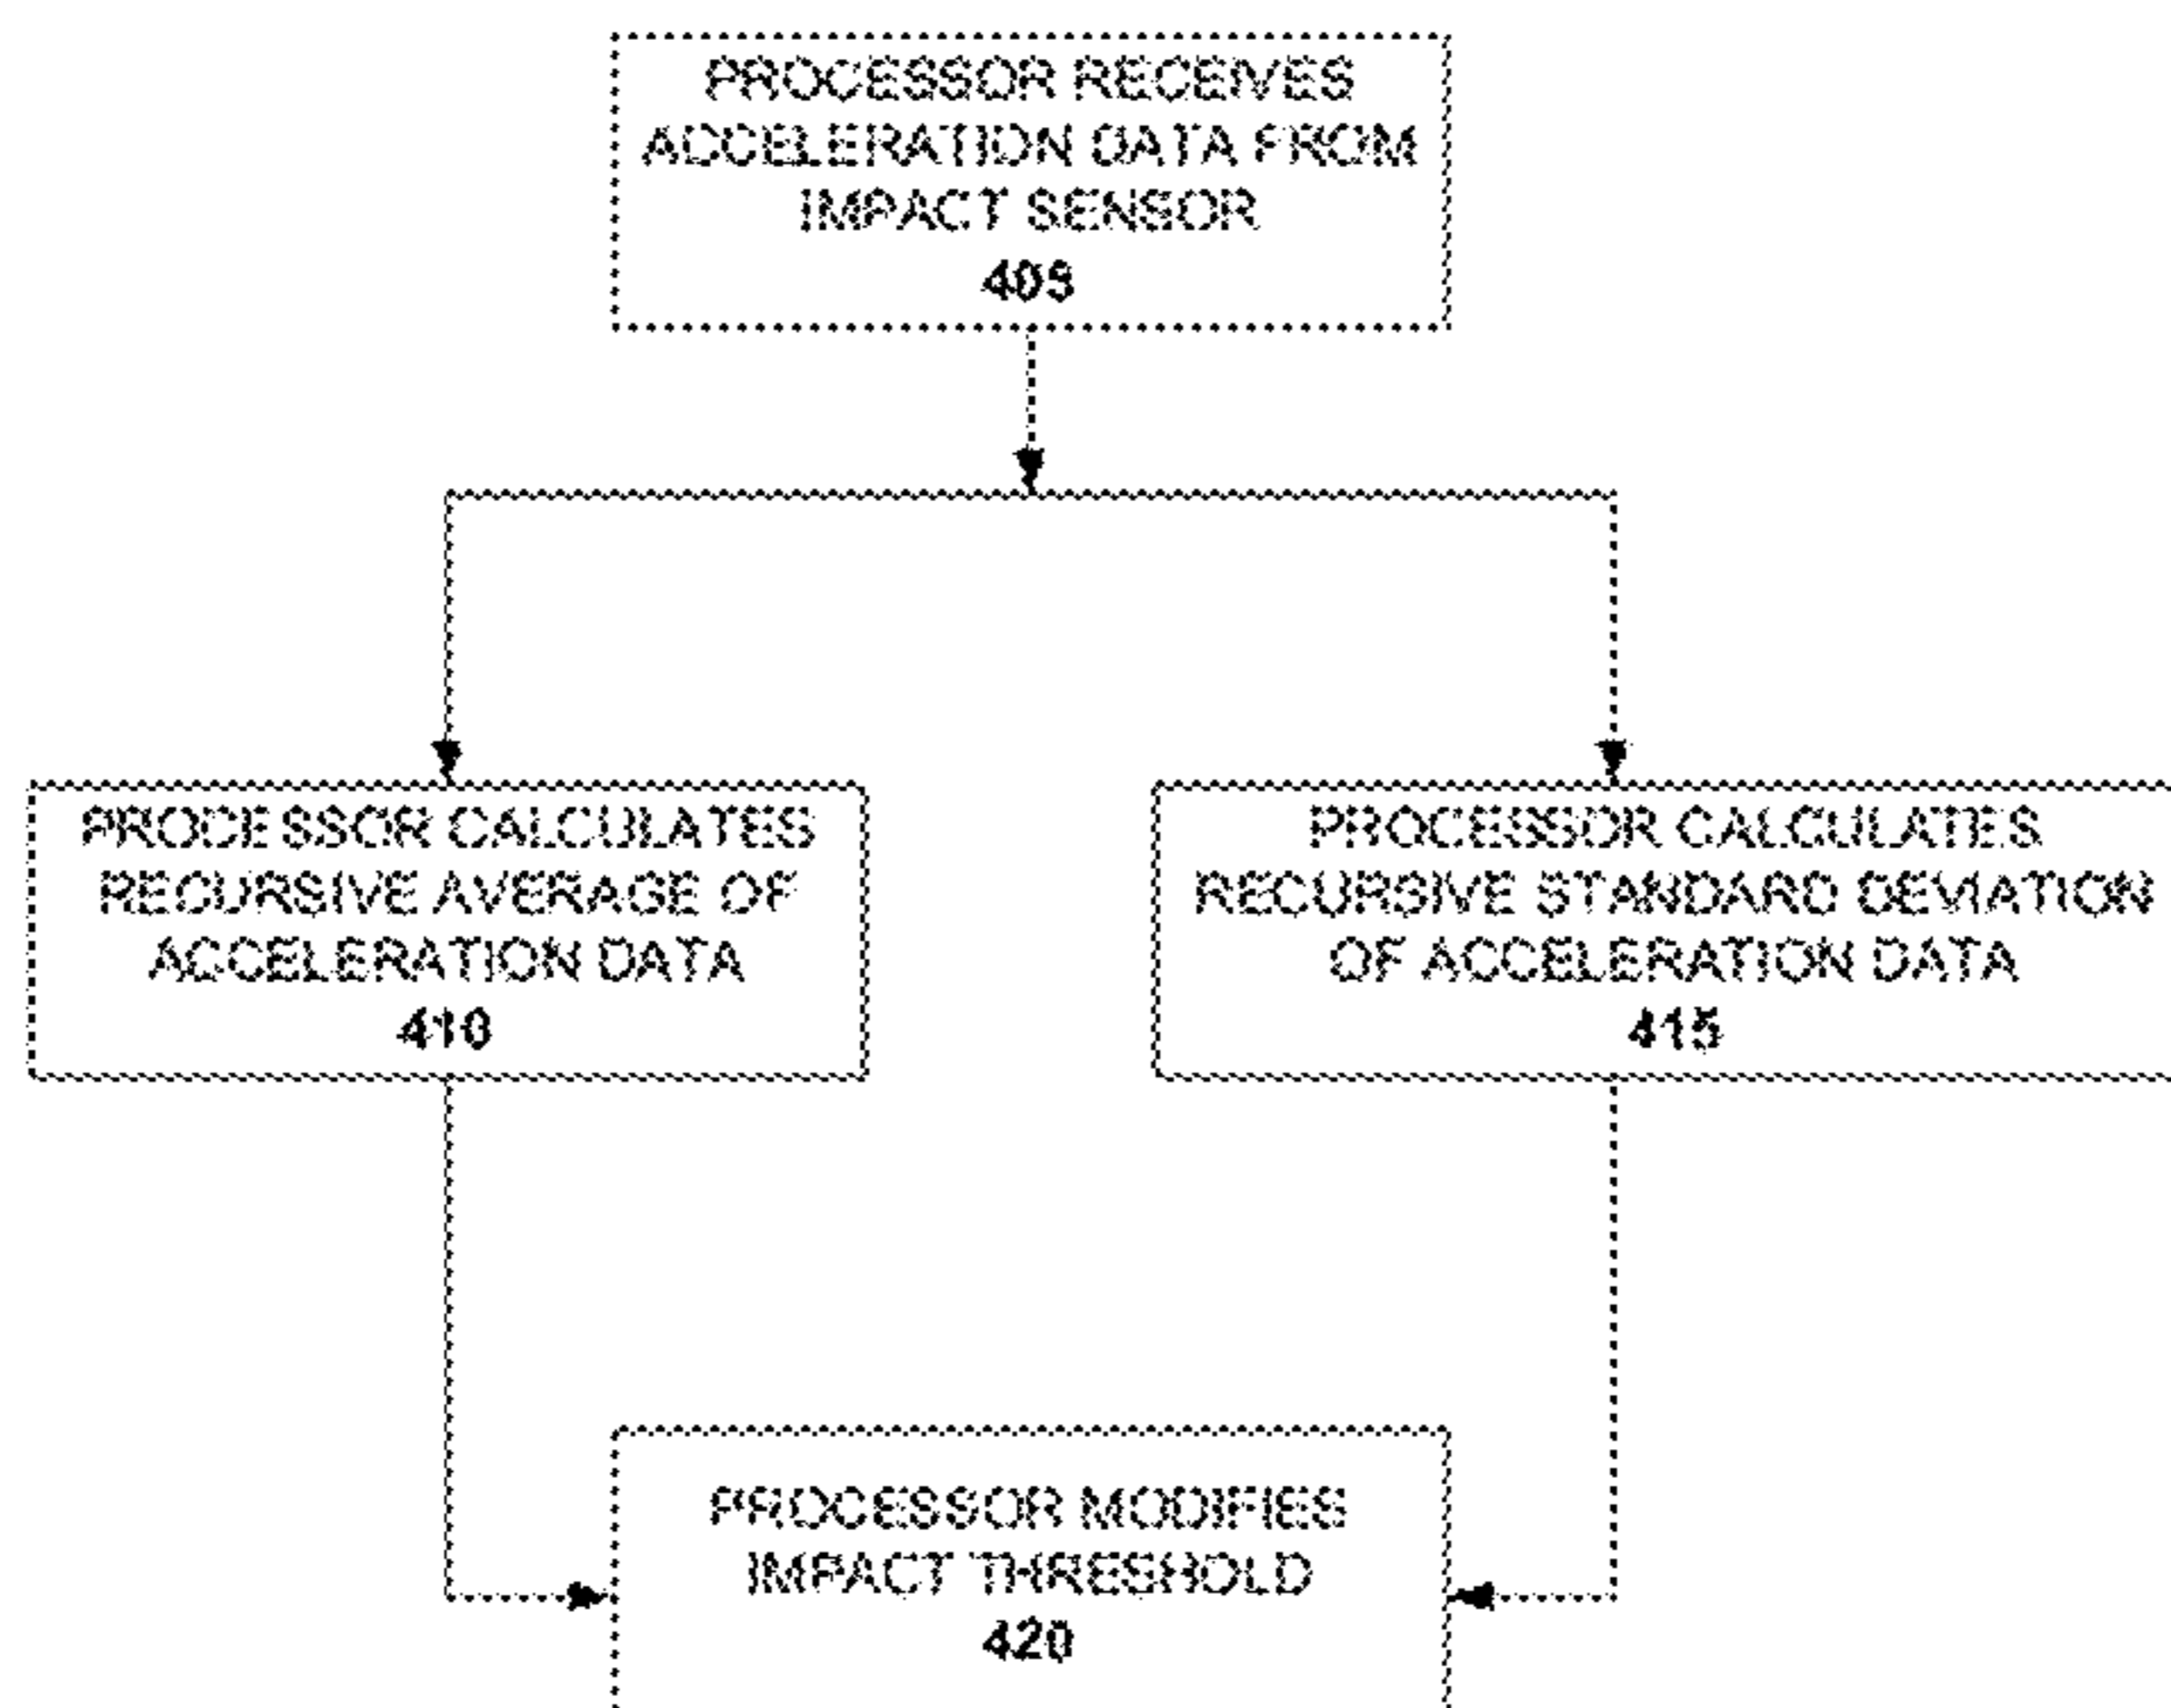 PROCESSOR RECEIVES
ACCELERATION DATA FROM
IMPACT SENSOR
405
PROCESSOR CALCULATES
RECURSIVE AVERAGE OF
ACCELERATION DATA
410
PROCESSOR CALCULATES
RECURSIVE STANDARD DEVIATION
OF ACCELERATION DATA
415
PROCESSOR MODIFIES
IMPACT THRESHOLD
420